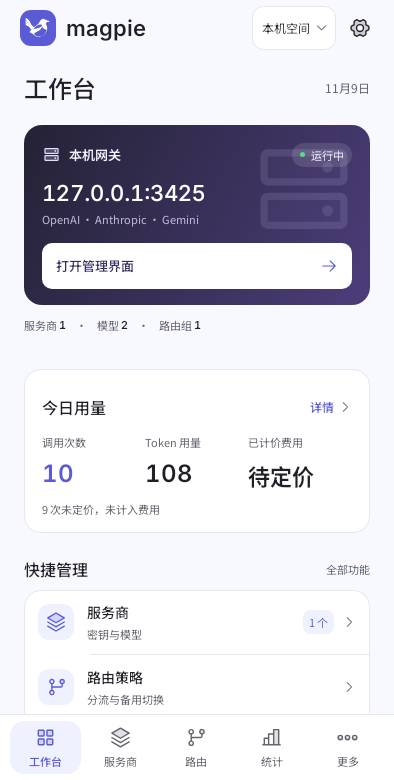 magpie
本机空间
工作台
11月9日
本机网关
运行中
127.0.0.1:3425
OpenAI • Anthropic • Gemini
打开管理界面
服务商 1 • 模型 2 • 路由组 1
今日用量
详情
调用次数 Token 用量 已计价费用
10 108 待定价
9 次未定价，未计入费用
快捷管理
全部功能
服务商
密钥与模型
1 个
路由策略
分流与备用切换
工作台 服务商 路由 统计 更多